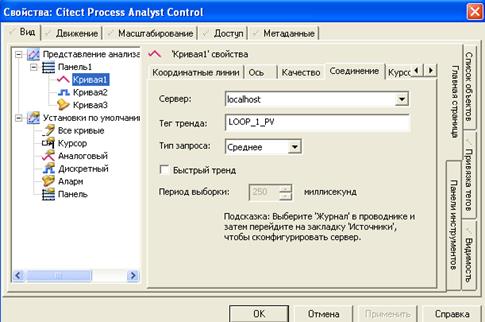 Свойства: Citect Process Analyst Control
Вид Движение Масштабирование Доступ Метаданные
Представление анализа
Панель1
Кривая1
Кривая2
Кривая3
Установки по умолчани
Все кривые
Курсор
Аналоговый
Дискретный
Аларм
Панель
'Кривая1' свойства
Координатные линии Ось Качество Соединение Курсо
Сервер: localhost
Тег тренда: LOOP_1_PV
Тип запроса: Среднее
Быстрый тренд
Период выборки: 250 миллисекунд
Подсказка: Выберите 'Журнал' в проводнике и
затем перейдите на закладку 'Источники',
чтобы сконфигурировать сервер.
Главная страница
Панели инструментов
Список объектов
Привязка тегов
Видимость
OK Отмена Применить Справка